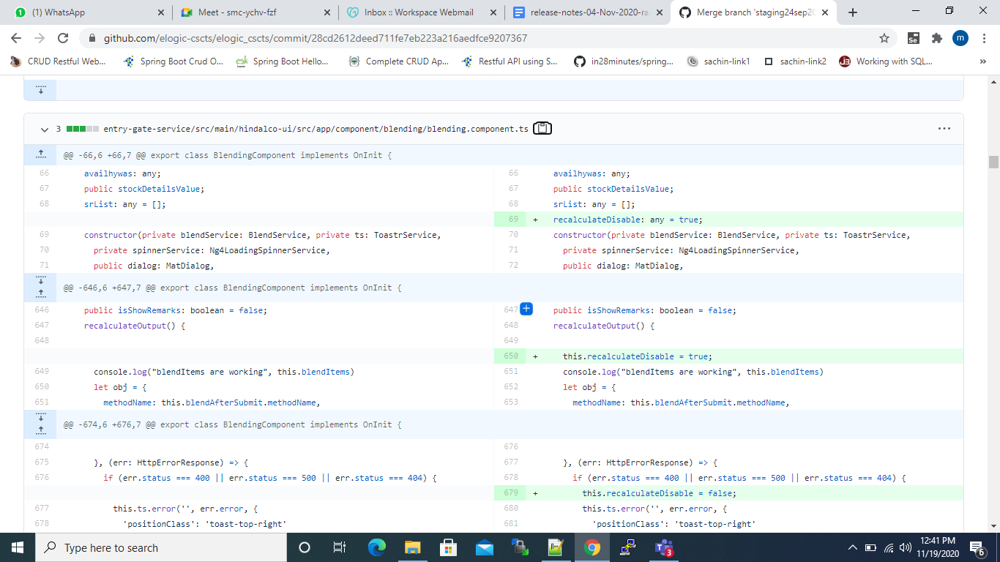 (1) WhatsApp
Meet - smc-ychv-fzf
Inbox :: Workspace Webmail
release-notes-04-Nov-2020-ra
Merge branch 'staging24sep20
github.com/elogic-cscts/elogic_cscts/commit/28cd2612deed711fe7eb223a216aedfce9207367
Se
m
CRUD Restful Web...
Spring Boot Crud O...
Spring Boot Hello...
Complete CRUD Ap...
Restful API using S...
in28minutes/spring...
sachin-link1
sachin-link2
Working with SQL...
»
3 entry-gate-service/src/main/hindalco-ui/src/app/component/blending/blending.component.ts
@@ -66,6 +66,7 @@ export class BlendingComponent implements OnInit {
66 availhywas: any; 66 availhywas: any;
67 public stockDetailsValue; 67 public stockDetailsValue;
68 srList: any = []; 68 srList: any = [];
69 + recalculateDisable: any = true;
69 constructor(private blendService: BlendService, private ts: ToastrService, 70 constructor(private blendService: BlendService, private ts: ToastrService,
70 private spinnerService: Ng4LoadingSpinnerService, 71 private spinnerService: Ng4LoadingSpinnerService,
71 public dialog: MatDialog, 72 public dialog: MatDialog,
@@ -646,6 +647,7 @@ export class BlendingComponent implements OnInit {
646 public isShowRemarks: boolean = false; 647 + public isShowRemarks: boolean = false;
647 recalculateOutput() { 648 recalculateOutput() {
648 649
650 + this.recalculateDisable = true;
649 console.log("blendItems are working", this.blendItems) 651 console.log("blendItems are working", this.blendItems)
650 let obj = { 652 let obj = {
651 methodName: this.blendAfterSubmit.methodName, 653 methodName: this.blendAfterSubmit.methodName,
@@ -674,6 +676,7 @@ export class BlendingComponent implements OnInit {
674 676
675 }, (err: HttpErrorResponse) => { 677 }, (err: HttpErrorResponse) => {
676 if (err.status === 400 || err.status === 500 || err.status === 404) { 678 if (err.status === 400 || err.status === 500 || err.status === 404) {
679 + this.recalculateDisable = false;
677 this.ts.error('', err.error, { 680 this.ts.error('', err.error, {
678 'positionClass': 'toast-top-right' 681 'positionClass': 'toast-top-right'
Type here to search
3
12:41 PM
11/19/2020
6